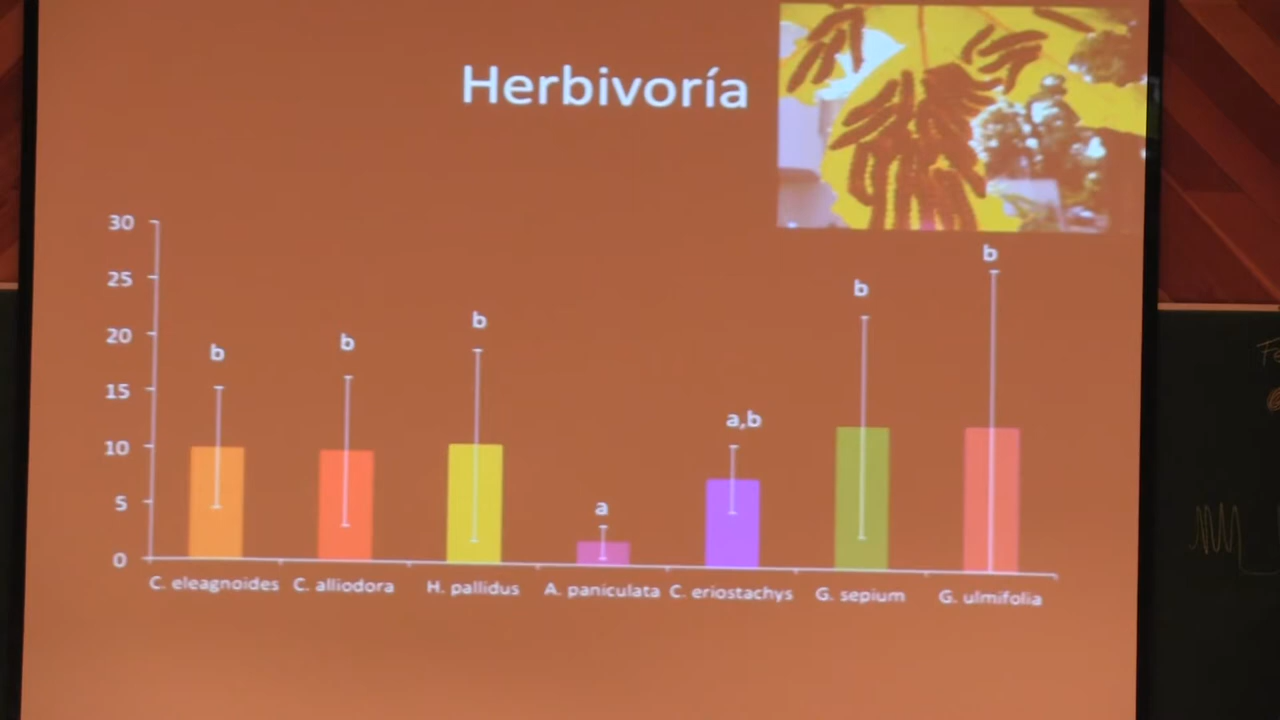 Herbivoría
30
25
20
15
10
5
0
b
b
b
a
a,b
b
b
C. eleagnoides
C. alliodora
H. pallidus
A. paniculata
C. eriostachys
G. sepium
G. ulmifolia